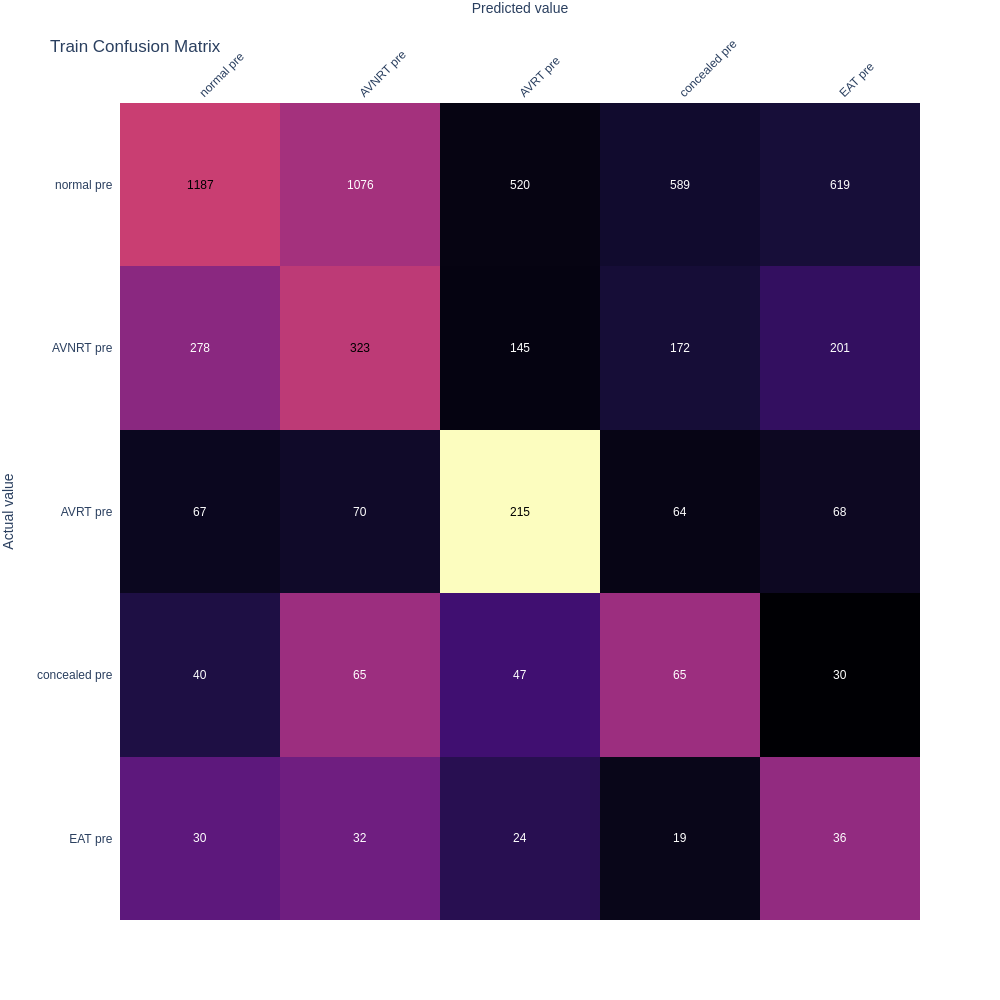 Predicted value
Train Confusion Matrix
normal pre AVNRT pre AVRT pre concealed pre EAT pre
normal pre 1187 1076 520 589 619
AVNRT pre 278 323 145 172 201
Actual value
AVRT pre 67 70 215 64 68
concealed pre 40 65 47 65 30
EAT pre 30 32 24 19 36